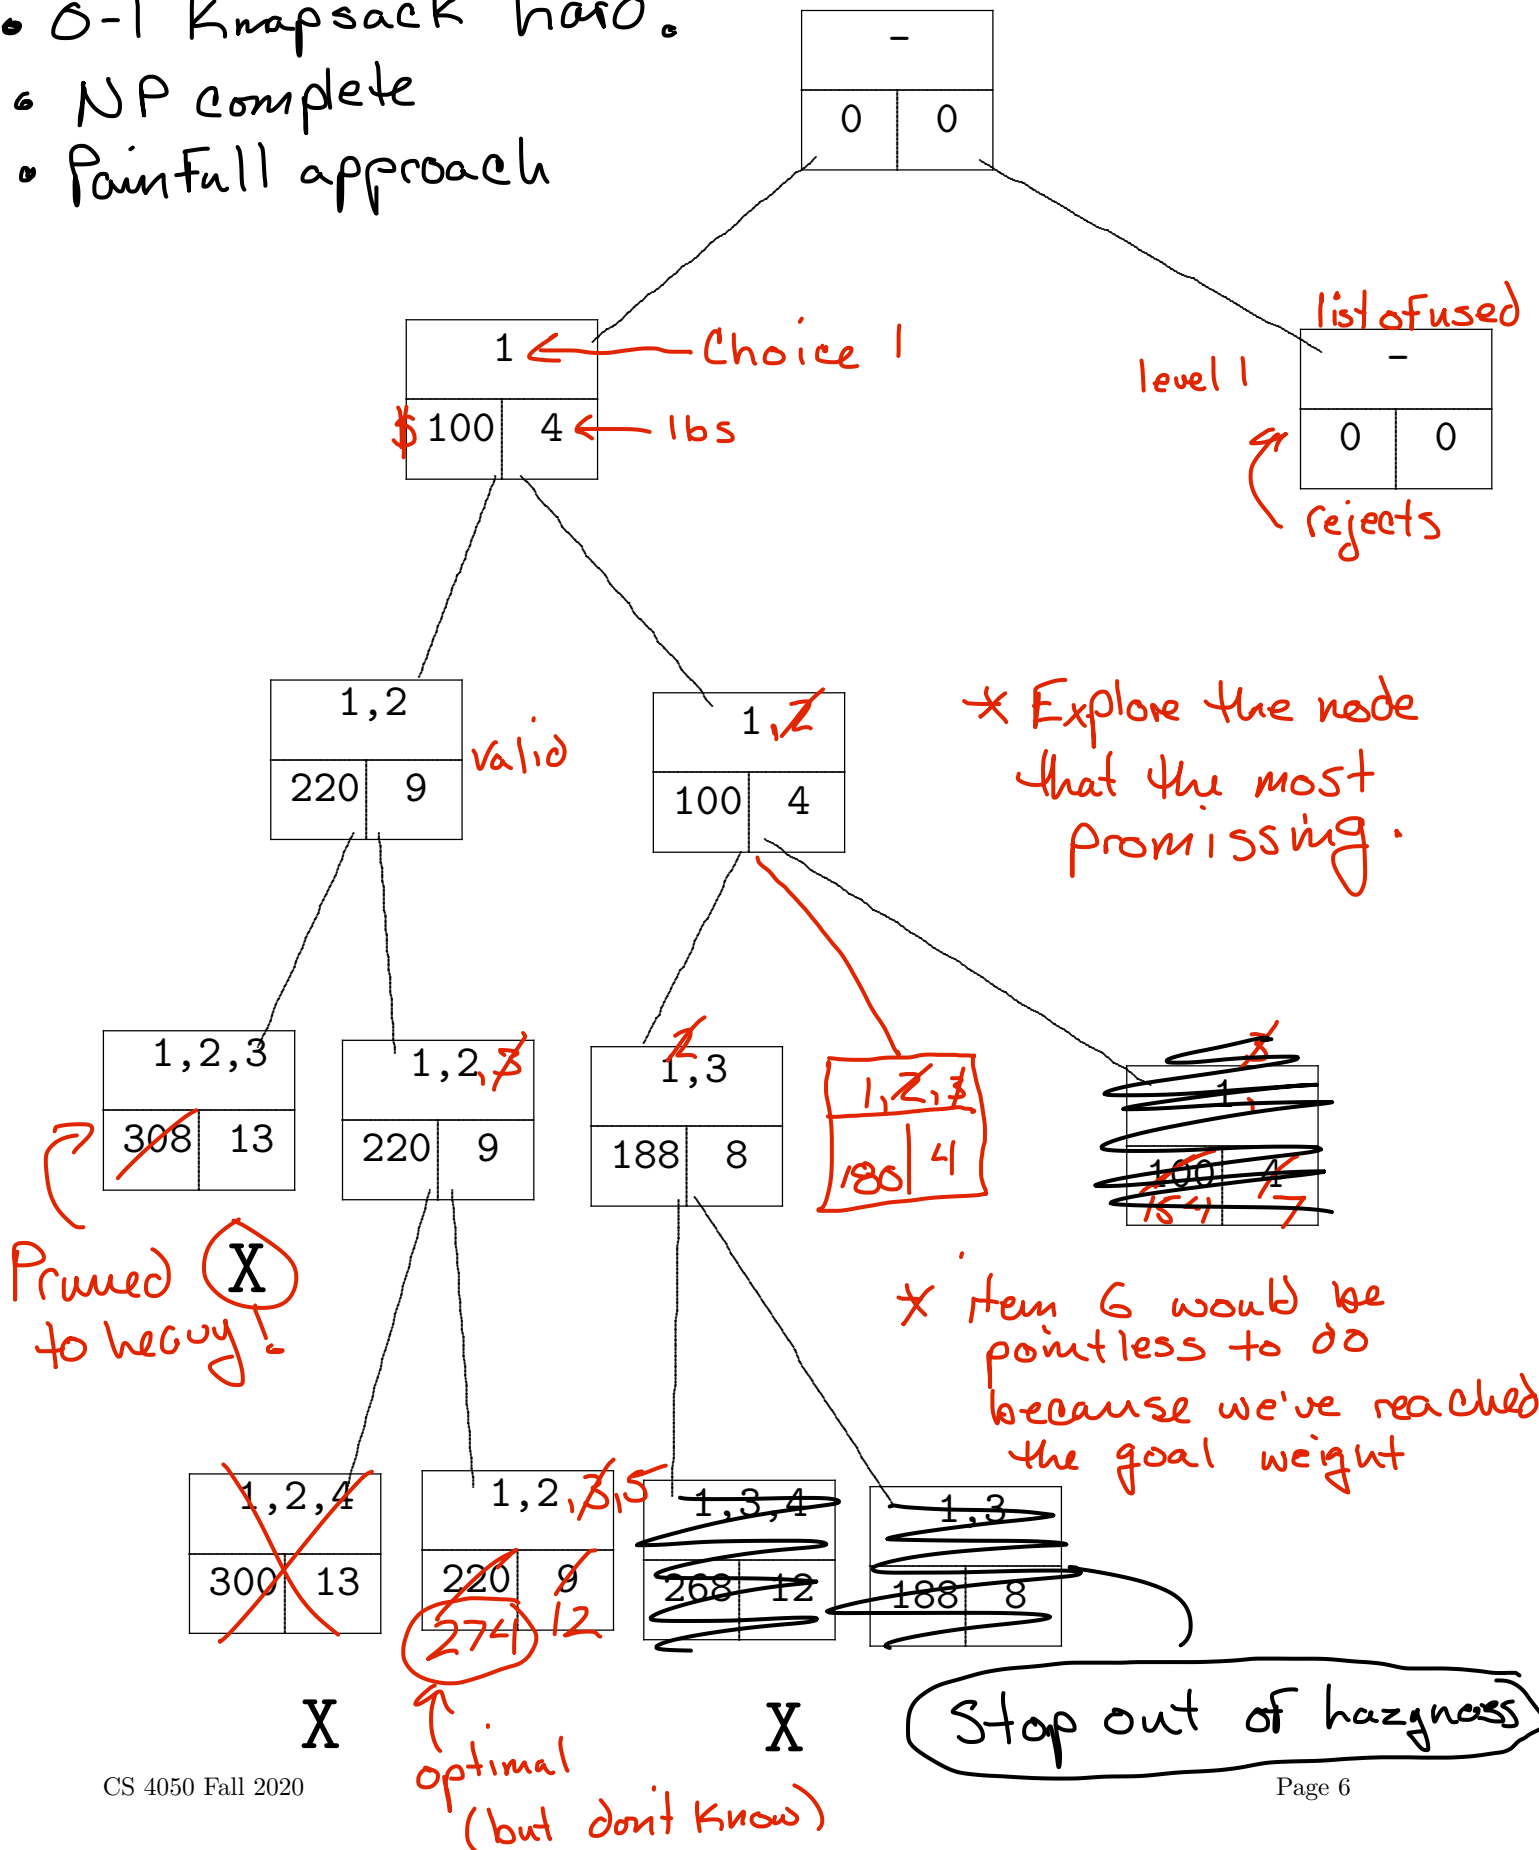 • 0-1 Knapsack hard.
• NP complete
• Painfull approach
-
0 0
1 ← Choice 1
$ 100 4 ← lbs
list of used
level 1
-
0 0
rejects
1,2
220 9
valid
1,2
100 4
* Explore the node
that the most
promissing.
1,2,3
308 13
1,2,3
220 9
2
1,3
188 8
1,2,3
180 4
3
1,
100 4
154 7
Pruned X
to heavy!
* item 6 would be
pointless to do
because we've reached
the goal weight
1,2,4
300 13
1,2,3,5
220 9
274 12
1,3,4
268 12
1,3
188 8
X
X
Stop out of hazyness
optimal
(but don't know)
CS 4050 Fall 2020
Page 6